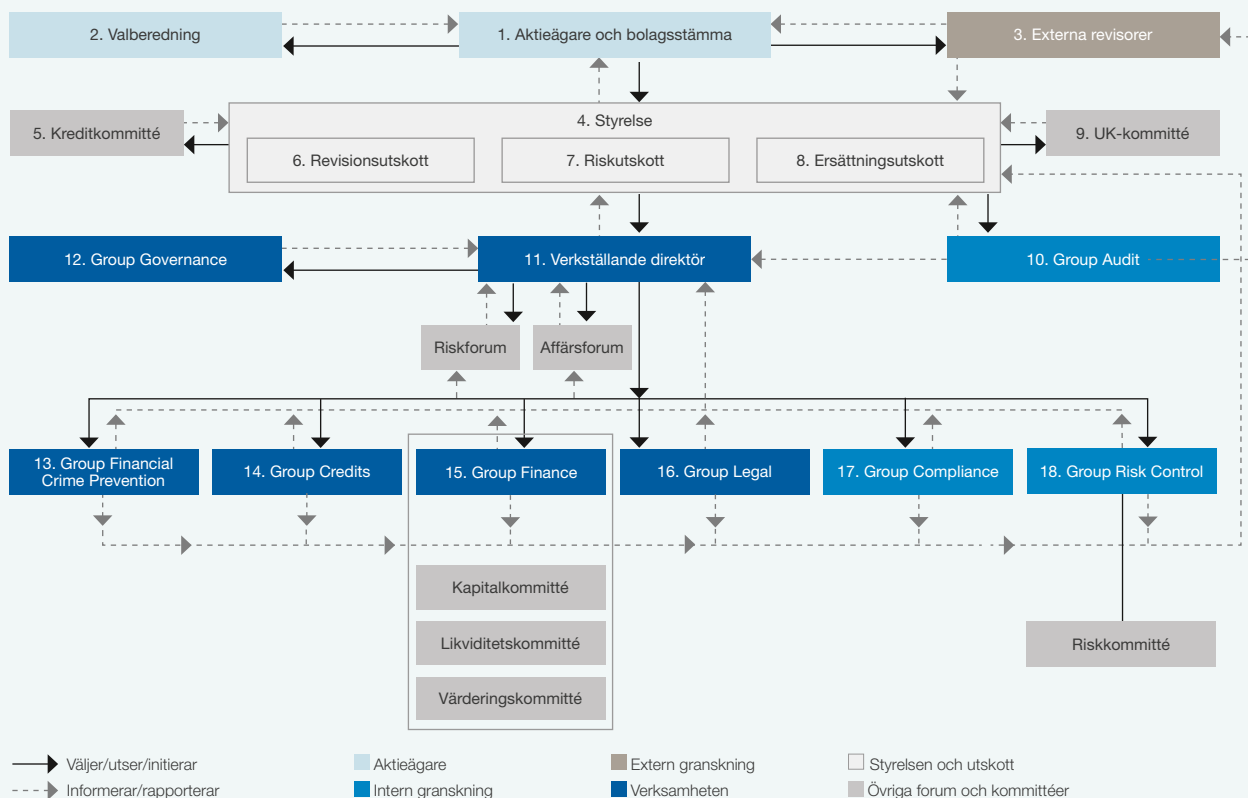 2. Valberedning
1. Aktieägare och bolagsstämma
3. Externa revisorer
4. Styrelse
5. Kreditkommitté
9. UK-kommitté
6. Revisionsutskott
7. Riskutskott
8. Ersättningsutskott
12. Group Governance
11. Verkställande direktör
10. Group Audit
Riskforum
Affärsforum
13. Group Financial
Crime Prevention
14. Group Credits
15. Group Finance
16. Group Legal
17. Group Compliance
18. Group Risk Control
Kapitalkommitté
Likviditetskommitté
Riskkommitté
Värderingskommitté
Väljer/utser/initierar
Aktieägare
Extern granskning
Styrelsen och utskott
Informerar/rapporterar
Intern granskning
Verksamheten
Övriga forum och kommittéer